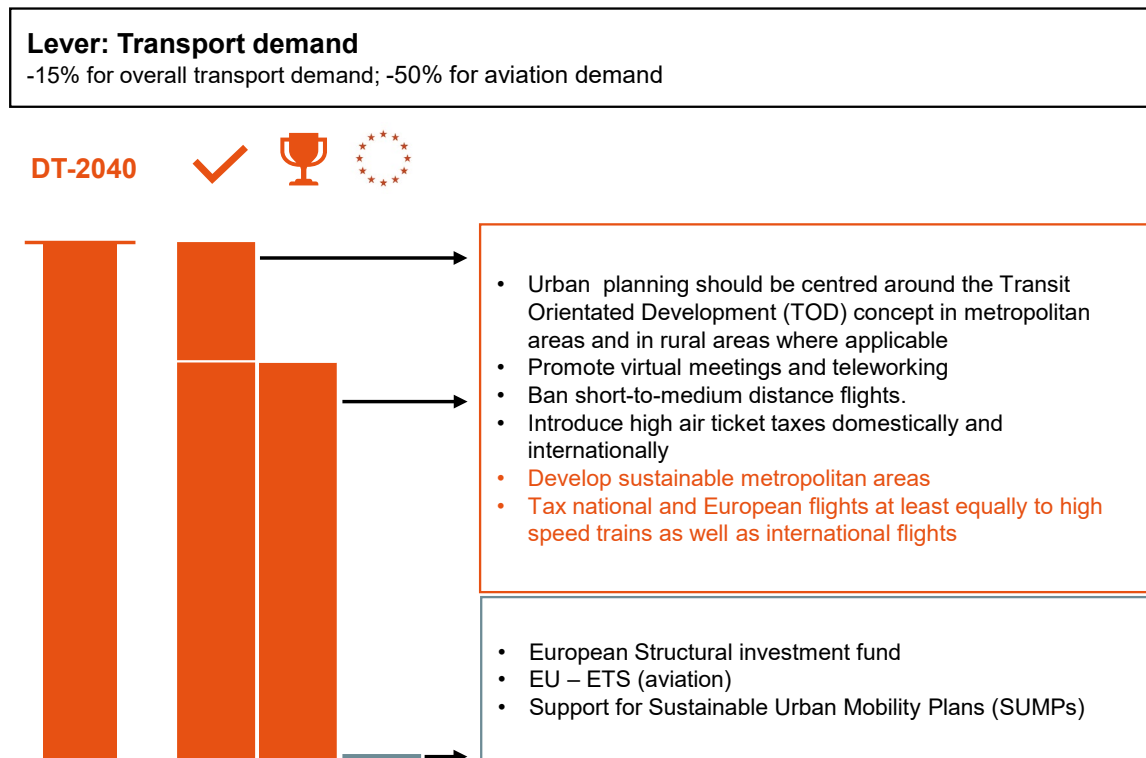 Lever: Transport demand
-15% for overall transport demand; -50% for aviation demand
DT-2040
• Urban  planning should be centred around the Transit
Orientated Development (TOD) concept in metropolitan
areas and in rural areas where applicable
• Promote virtual meetings and teleworking
• Ban short-to-medium distance flights.
• Introduce high air ticket taxes domestically and
internationally
• Develop sustainable metropolitan areas
• Tax national and European flights at least equally to high
speed trains as well as international flights
• European Structural investment fund
• EU – ETS (aviation)
• Support for Sustainable Urban Mobility Plans (SUMPs)